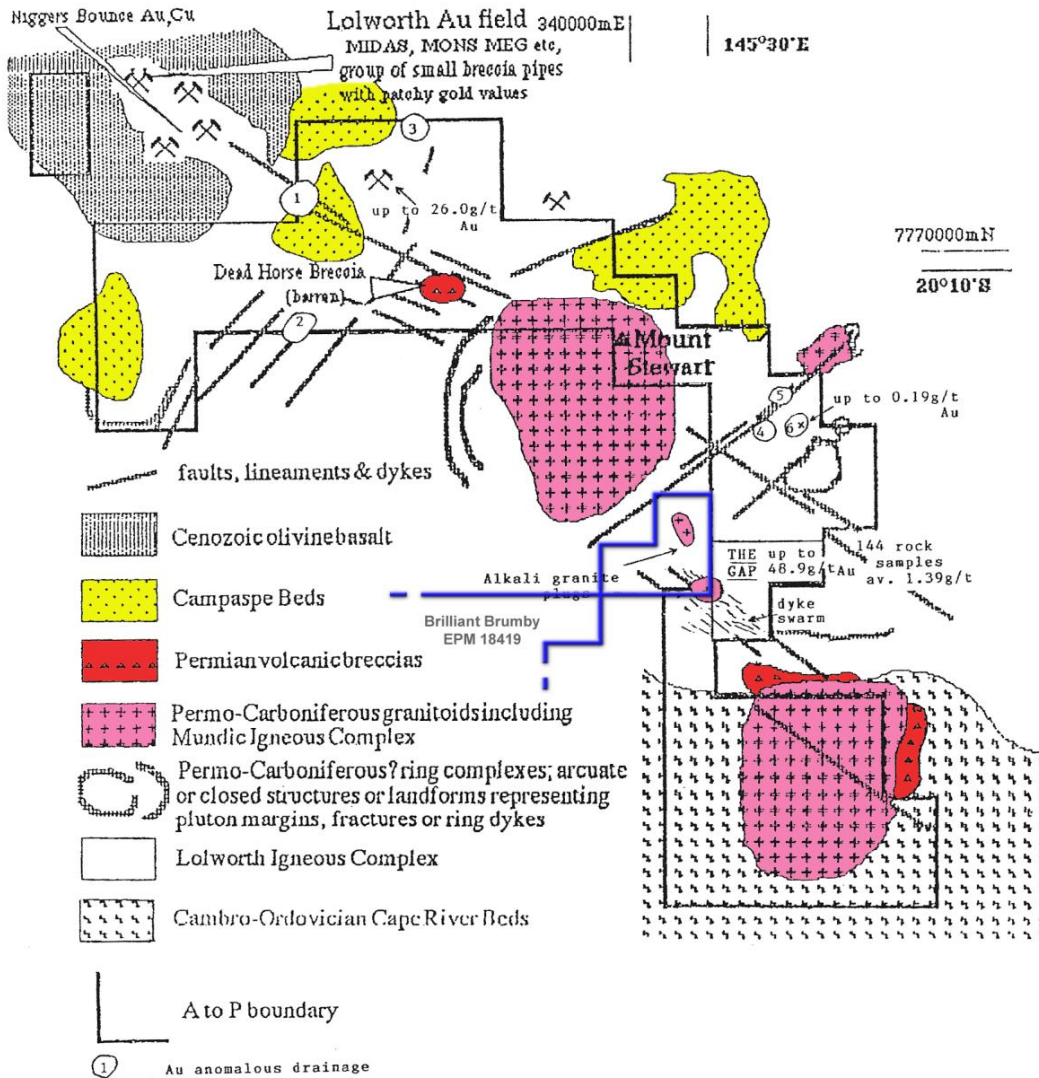 Niggers Bounce Au,Cu
Lolworth Au field
MIDAS, MONS MEG etc,
group of small breccia pipes
with patchy gold values
340000mE
145°30'E
3
1
up to 26.0g/t
Au
7770000mN
20°10'S
Dead Horse Breccia
(barren)
2
Mount
Stewart
5
4
6x
up to 0.19g/t
Au
faults, lineaments & dykes
Cenozoic olivine basalt
Alkali granite
plugs
THE
GAP
up to
48.9g/tAu
144 rock
samples
av. 1.39g/t
Campaspe Beds
Brilliant Brumby
EPM 18419
dyke
swarm
Permian volcanic breccias
Permo-Carboniferous granitoids including
Mundic Igneous Complex
Permo-Carboniferous? ring complexes; arcuate
or closed structures or landforms representing
pluton margins, fractures or ring dykes
Lolworth Igneous Complex
Cambro-Ordovician Cape River Beds
A to P boundary
1
Au anomalous drainage